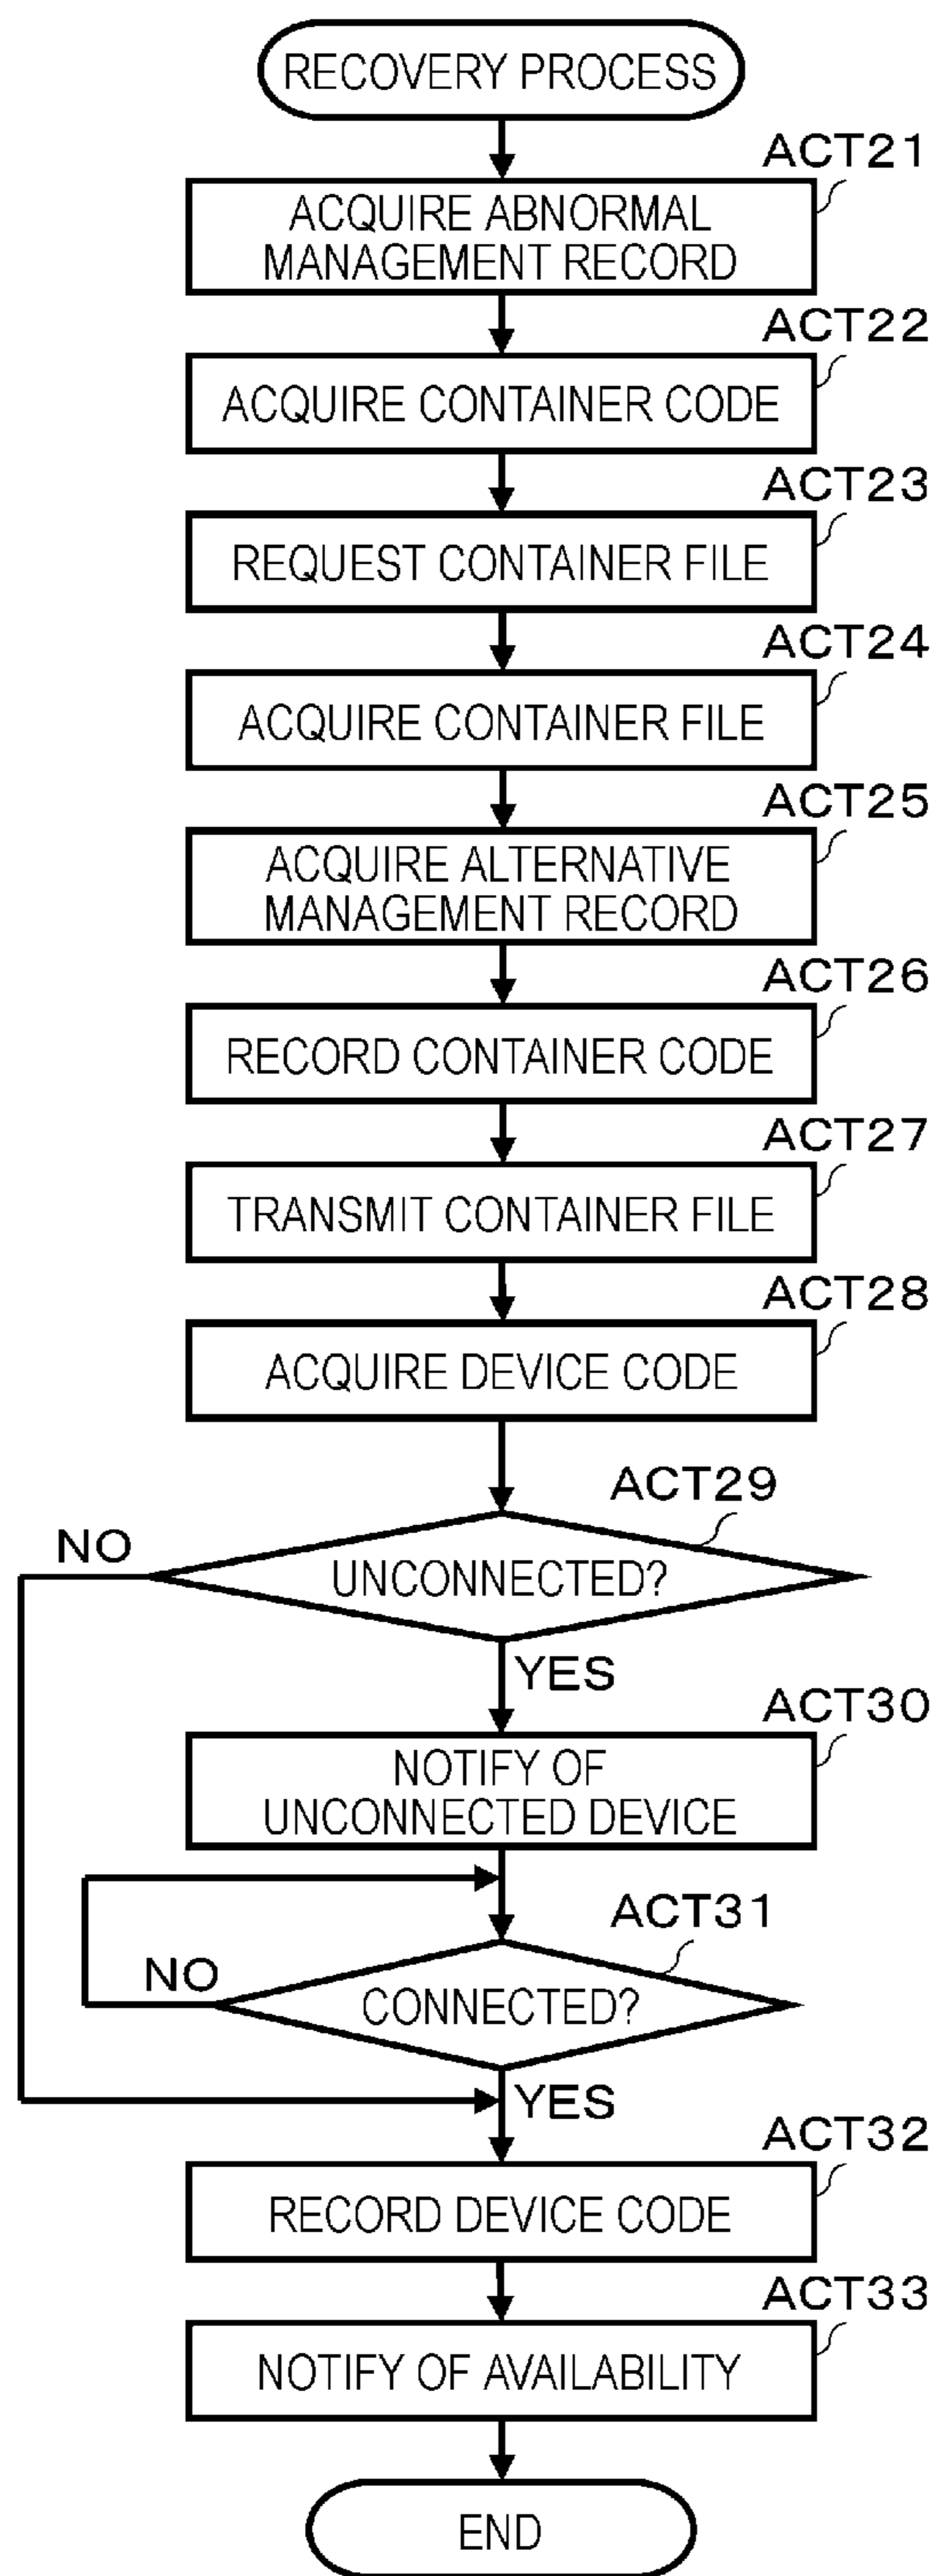 RECOVERY PROCESS
ACT21
ACQUIRE ABNORMAL
MANAGEMENT RECORD
ACT22
ACQUIRE CONTAINER CODE
ACT23
REQUEST CONTAINER FILE
ACT24
ACQUIRE CONTAINER FILE
ACT25
ACQUIRE ALTERNATIVE
MANAGEMENT RECORD
ACT26
RECORD CONTAINER CODE
ACT27
TRANSMIT CONTAINER FILE
ACT28
ACQUIRE DEVICE CODE
ACT29
NO
UNCONNECTED?
YES
ACT30
NOTIFY OF
UNCONNECTED DEVICE
ACT31
NO
CONNECTED?
YES
ACT32
RECORD DEVICE CODE
ACT33
NOTIFY OF AVAILABILITY
END